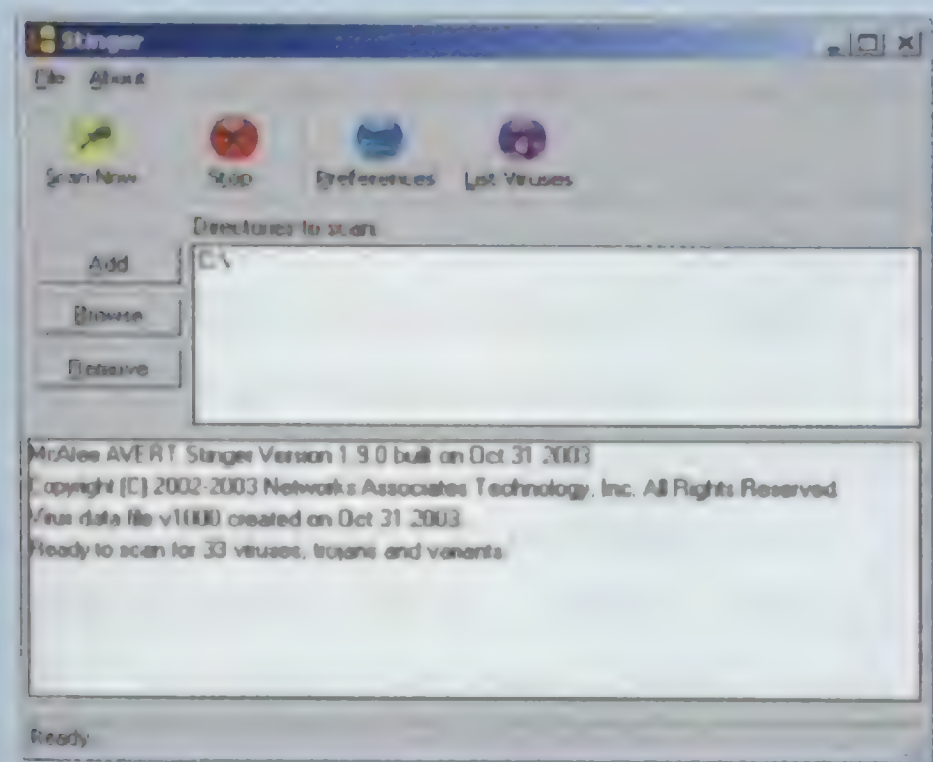 Stinger
File About
Scan Now Stop Preferences List Viruses
Directories to scan
Add
C:\
Browse
Remove
McAfee AVERT Stinger Version 1.9.0 built on Oct 31 2003
Copyright (C) 2002-2003 Networks Associates Technology, Inc. All Rights Reserved.
Virus data file v1000 created on Oct 31 2003.
Ready to scan for 33 viruses, trojans and variants.
Ready